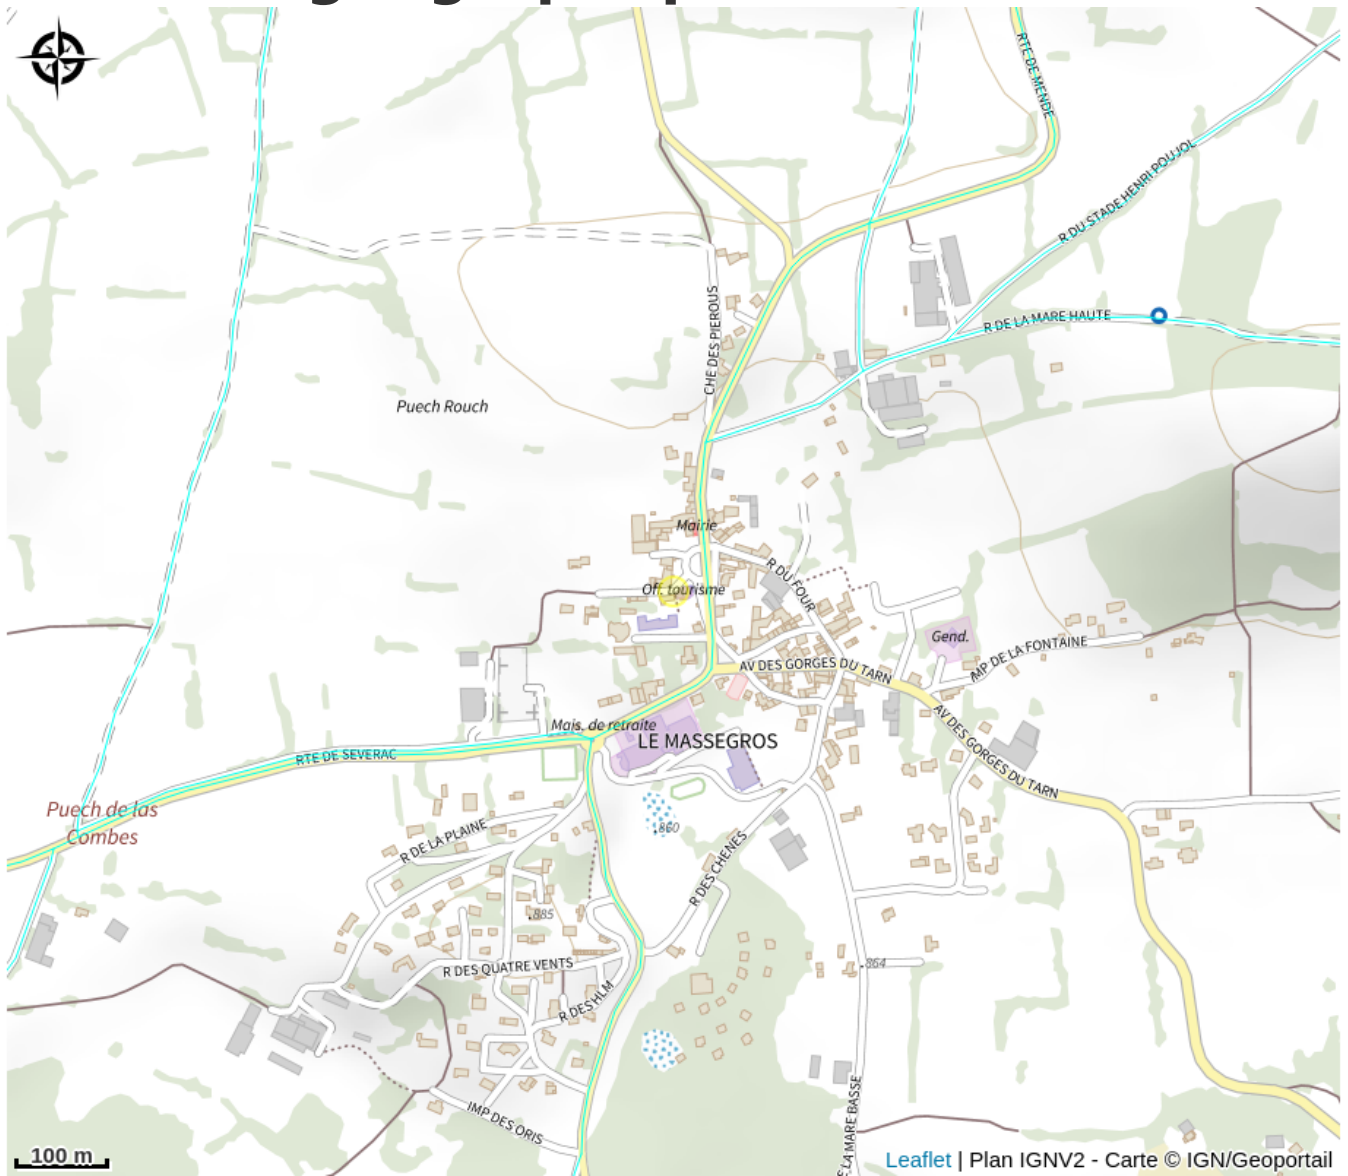 RTE DE MENDE
R DU STADE HENRI POUJOL
R DE LA MARE HAUTE
CHE DES PIEROUS
Puech Rouch
Mairie
R DU FOUR
Off. tourisme
Gend.
MP DE LA FONTAINE
AV DES GORGES DU TARN
AV DES GORGES DU TARN
Mais. de retraite
LE MASSEGROS
RTE DE SEVERAC
Puech de las
Combes
R DE LA PLAINE
860
R DES CHENES
885
R DES QUATRE VENTS
864
R DES HLM
IMP DES ORIS
E LA MARE BASSE
100 m
Leaflet | Plan IGNV2 - Carte © IGN/Geoportail